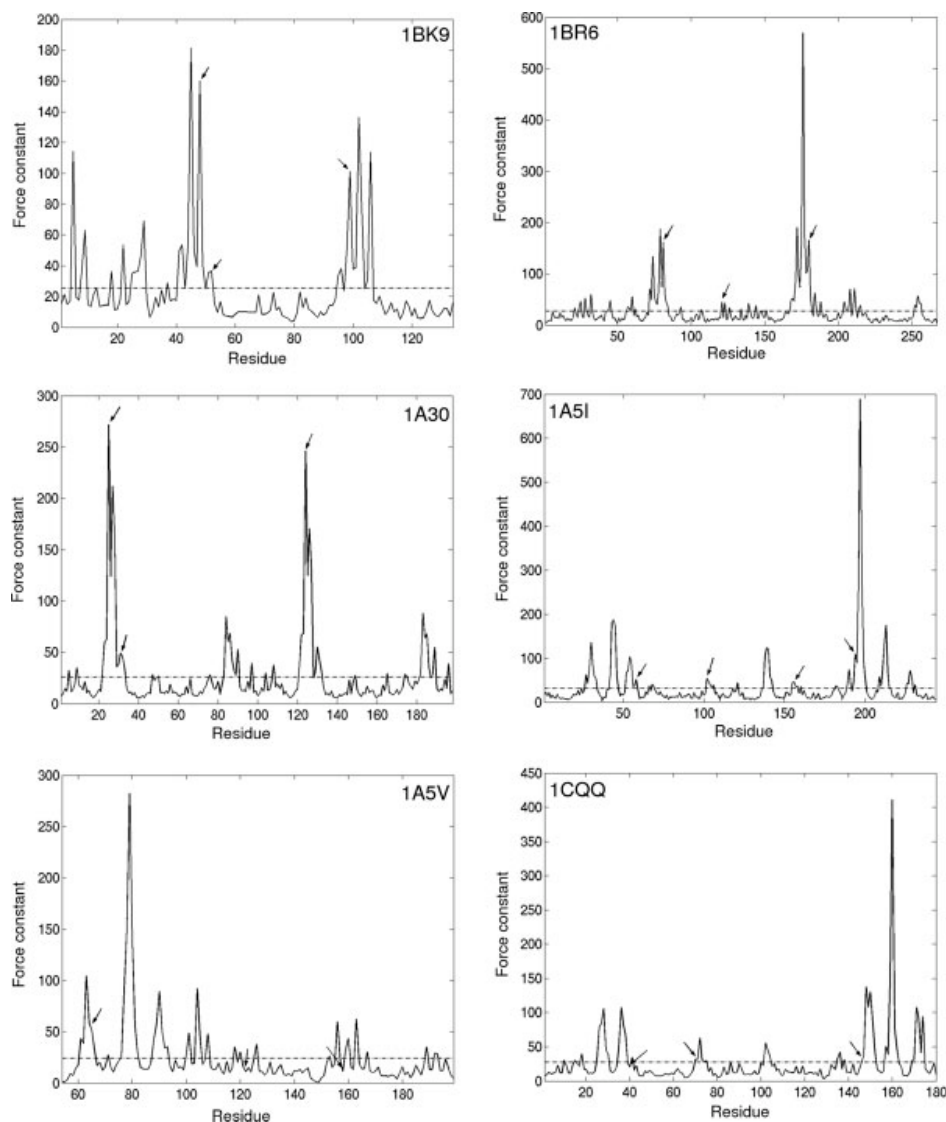 1BK9
200
180
160
140
120
100
80
60
40
20
0
Force constant
20 40 60 80 100 120
Residue
1BR6
600
500
400
300
200
100
0
Force constant
50 100 150 200 250
Residue
1A30
300
250
200
150
100
50
0
Force constant
20 40 60 80 100 120 140 160 180
Residue
1A5I
700
600
500
400
300
200
100
0
Force constant
50 100 150 200
Residue
1A5V
300
250
200
150
100
50
0
Force constant
60 80 100 120 140 160 180
Residue
1CQQ
450
400
350
300
250
200
150
100
50
0
Force constant
20 40 60 80 100 120 140 160 180
Residue